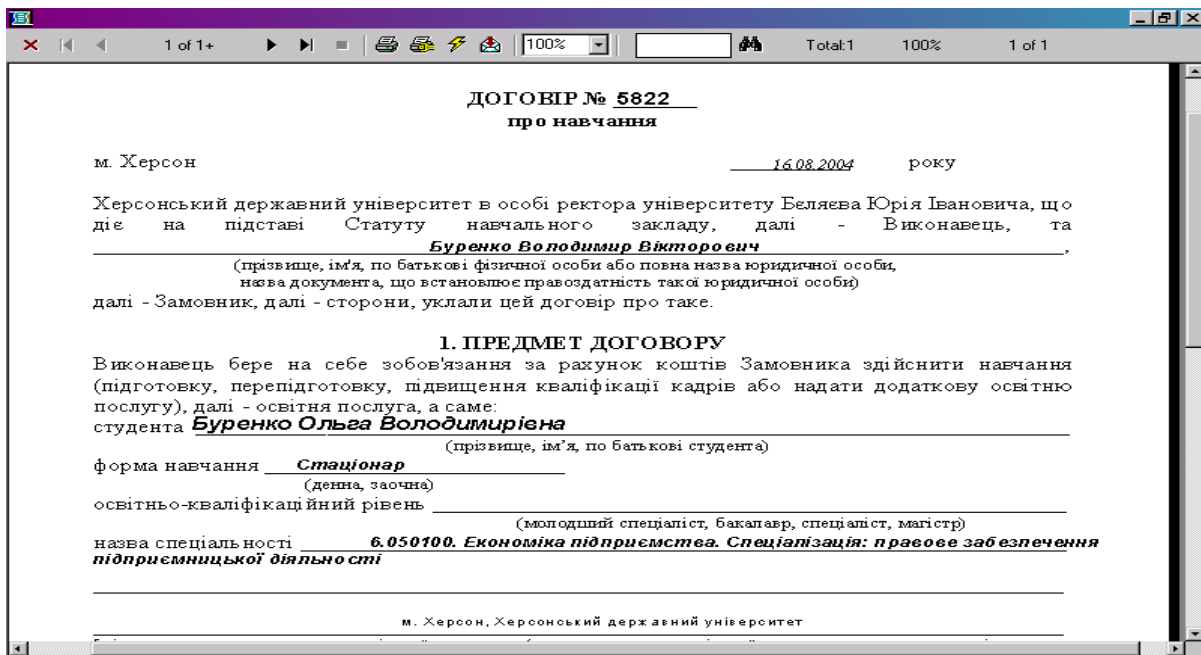 1 of 1+ 100% Total:1 100% 1 of 1
ДОГОВІР № 5822
про навчання
м. Херсон 16.08.2004 року
Херсонський державний університет в особі ректора університету Бєляєва Юрія Івановича, що
діє на підставі Статуту навчального закладу, далі - Виконавець, та
Буренко Володимир Вікторович ,
(прізвище, ім'я, по батькові фізичної особи або повна назва юридичної особи,
назва документа, що встановлює правоздатність такої юридичної особи)
далі - Замовник, далі - сторони, уклали цей договір про таке.
1. ПРЕДМЕТ ДОГОВОРУ
Виконавець бере на себе зобов'язання за рахунок коштів Замовника здійснити навчання
(підготовку, перепідготовку, підвищення кваліфікації кадрів або надати додаткову освітню
послугу), далі - освітня послуга, а саме:
студента Буренко Ольга Володимирівна
(прізвище, ім’я, по батькові студента)
форма навчання Стаціонар
(денна, заочна)
освітньо-кваліфікаційний рівень
(молодший спеціаліст, бакалавр, спеціаліст, магістр)
назва спеціальності 6.050100. Економіка підприємства. Спеціалізація: правове забезпечення
підприємницької діяльності
м. Херсон, Херсонський державний університет